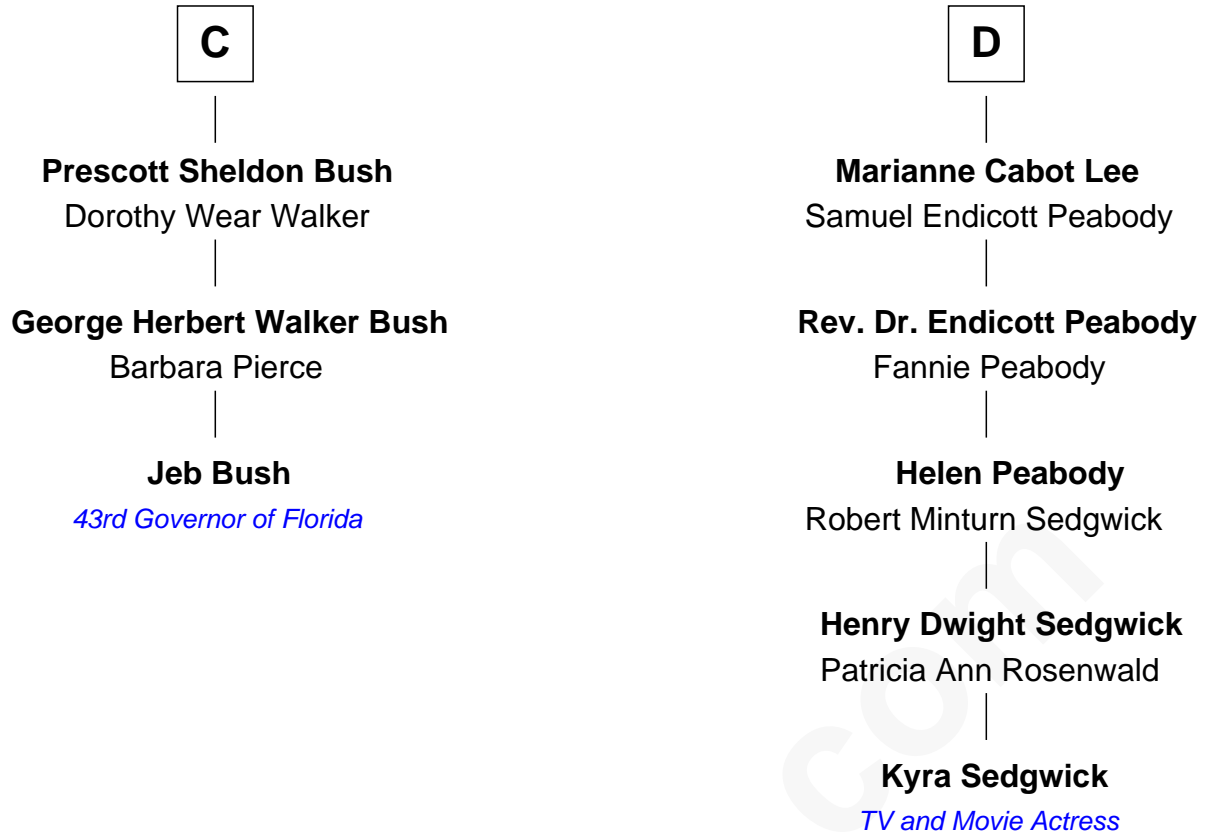 C
Prescott Sheldon Bush
Dorothy Wear Walker
George Herbert Walker Bush
Barbara Pierce
Jeb Bush
43rd Governor of Florida
D
Marianne Cabot Lee
Samuel Endicott Peabody
Rev. Dr. Endicott Peabody
Fannie Peabody
Helen Peabody
Robert Minturn Sedgwick
Henry Dwight Sedgwick
Patricia Ann Rosenwald
Kyra Sedgwick
TV and Movie Actress
com